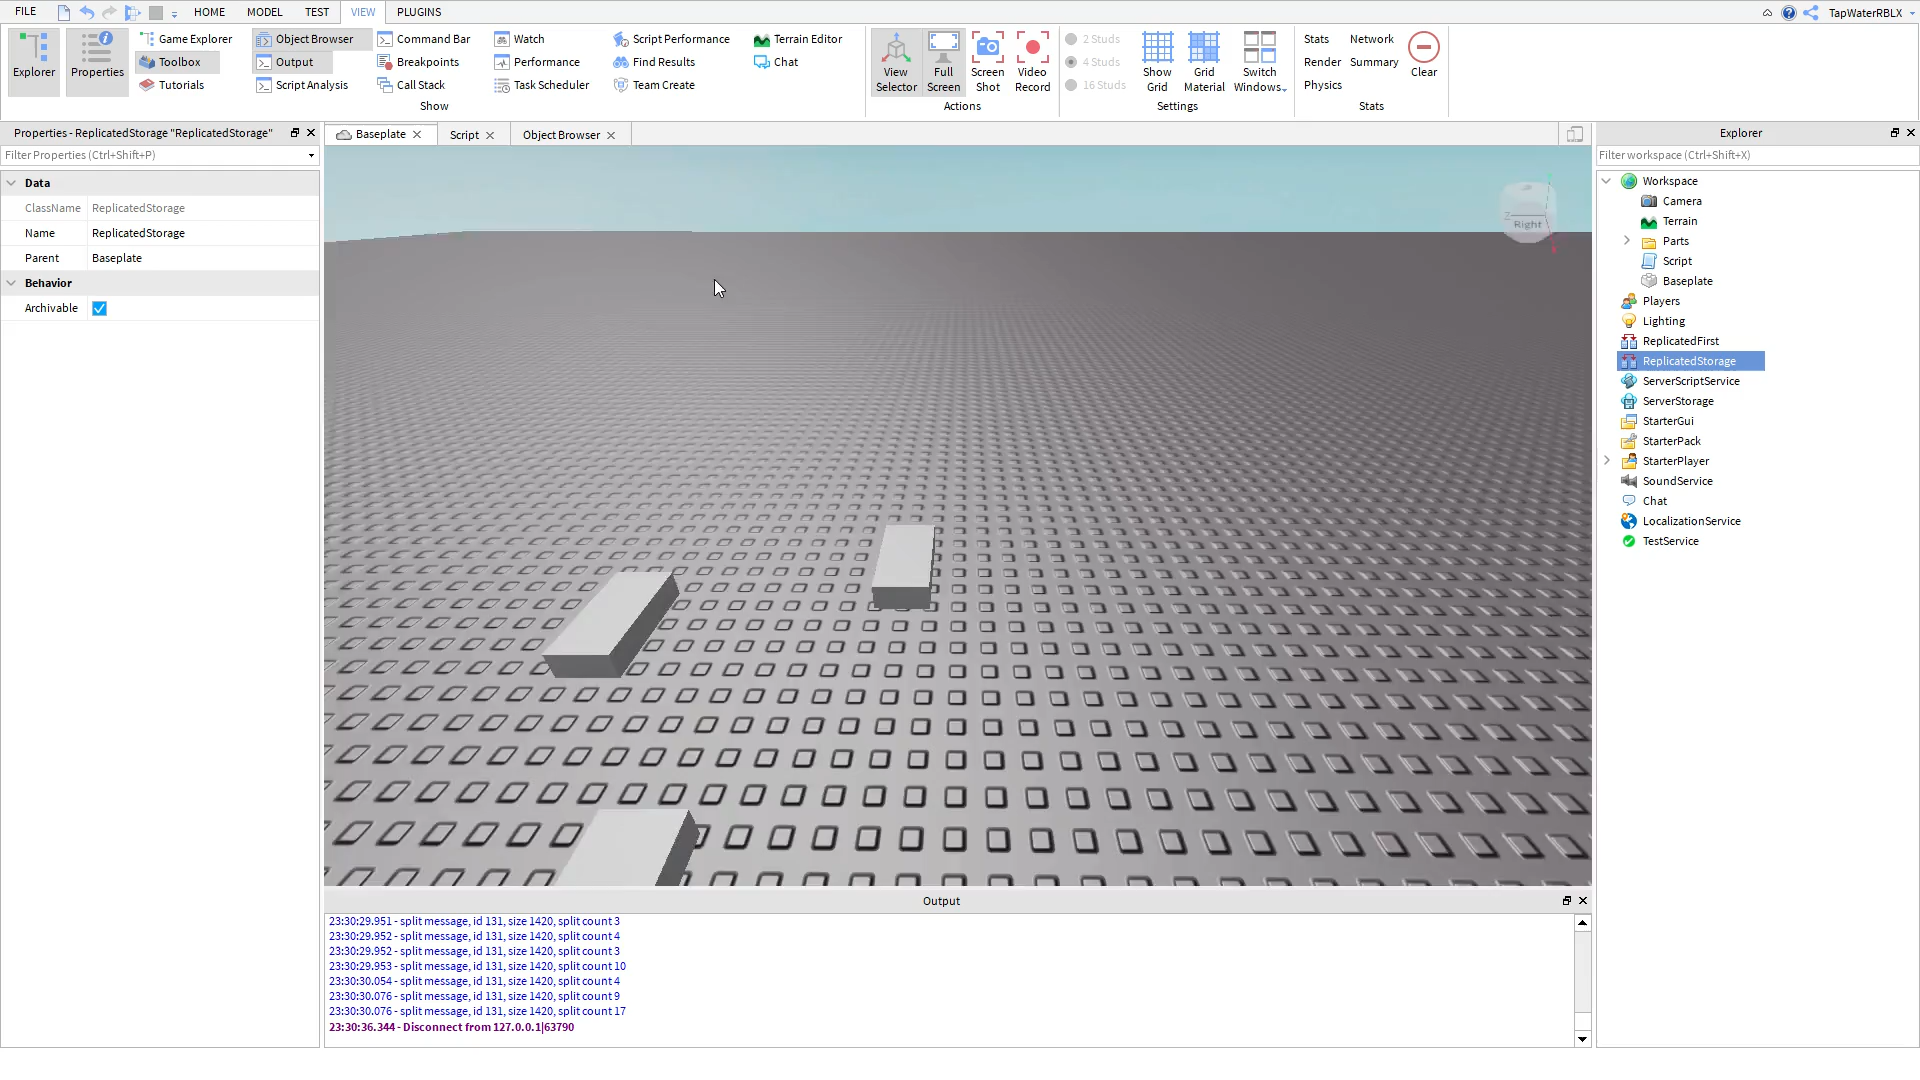 FILE HOME MODEL TEST VIEW PLUGINS TapWaterRBLX
Explorer
Properties
Game Explorer
Toolbox
Tutorials
Object Browser
Output
Script Analysis
Command Bar
Breakpoints
Call Stack
Watch
Performance
Task Scheduler
Script Performance
Find Results
Team Create
Terrain Editor
Chat
Show
View Selector
Full Screen
Screen Shot
Video Record
Actions
2 Studs
4 Studs
16 Studs
Show Grid
Grid Material
Switch Windows
Settings
Stats
Render
Physics
Network
Summary
Clear
Stats
Properties - ReplicatedStorage "ReplicatedStorage"
Filter Properties (Ctrl+Shift+P)
Data
ClassName ReplicatedStorage
Name ReplicatedStorage
Parent Baseplate
Behavior
Archivable
Baseplate Script Object Browser
Z Right
Output
23:30:29.951 - split message, id 131, size 1420, split count 3
23:30:29.952 - split message, id 131, size 1420, split count 4
23:30:29.952 - split message, id 131, size 1420, split count 3
23:30:29.953 - split message, id 131, size 1420, split count 10
23:30:30.054 - split message, id 131, size 1420, split count 4
23:30:30.076 - split message, id 131, size 1420, split count 9
23:30:30.076 - split message, id 131, size 1420, split count 17
23:30:36.344 - Disconnect from 127.0.0.1|63790
Explorer
Filter workspace (Ctrl+Shift+X)
Workspace
Camera
Terrain
Parts
Script
Baseplate
Players
Lighting
ReplicatedFirst
ReplicatedStorage
ServerScriptService
ServerStorage
StarterGui
StarterPack
StarterPlayer
SoundService
Chat
LocalizationService
TestService